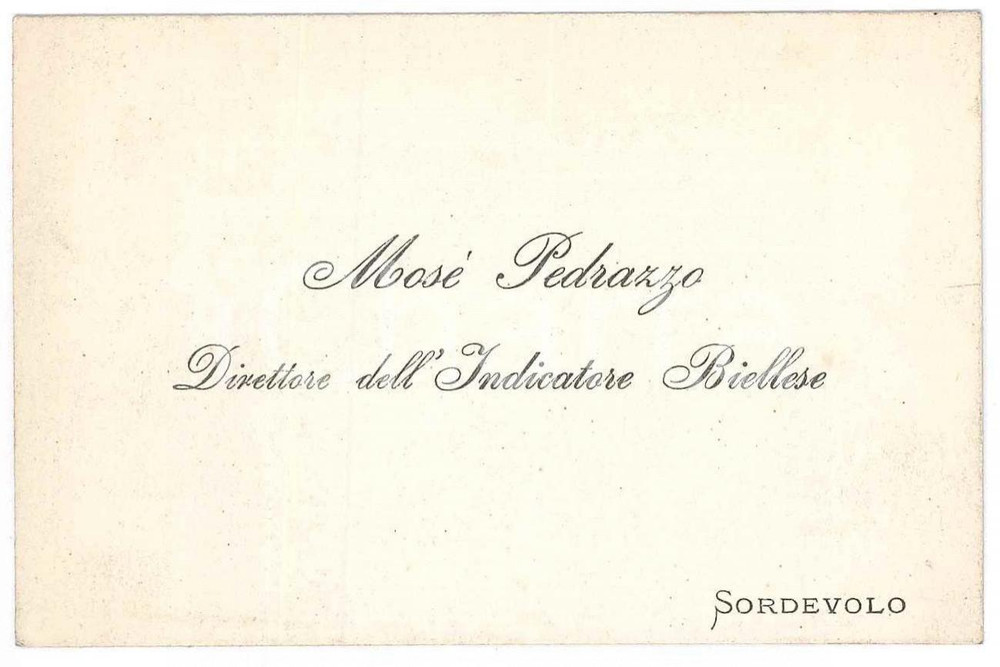 Mosé Pedrazzo
Direttore dell'Indicatore Biellese
SORDEVOLO